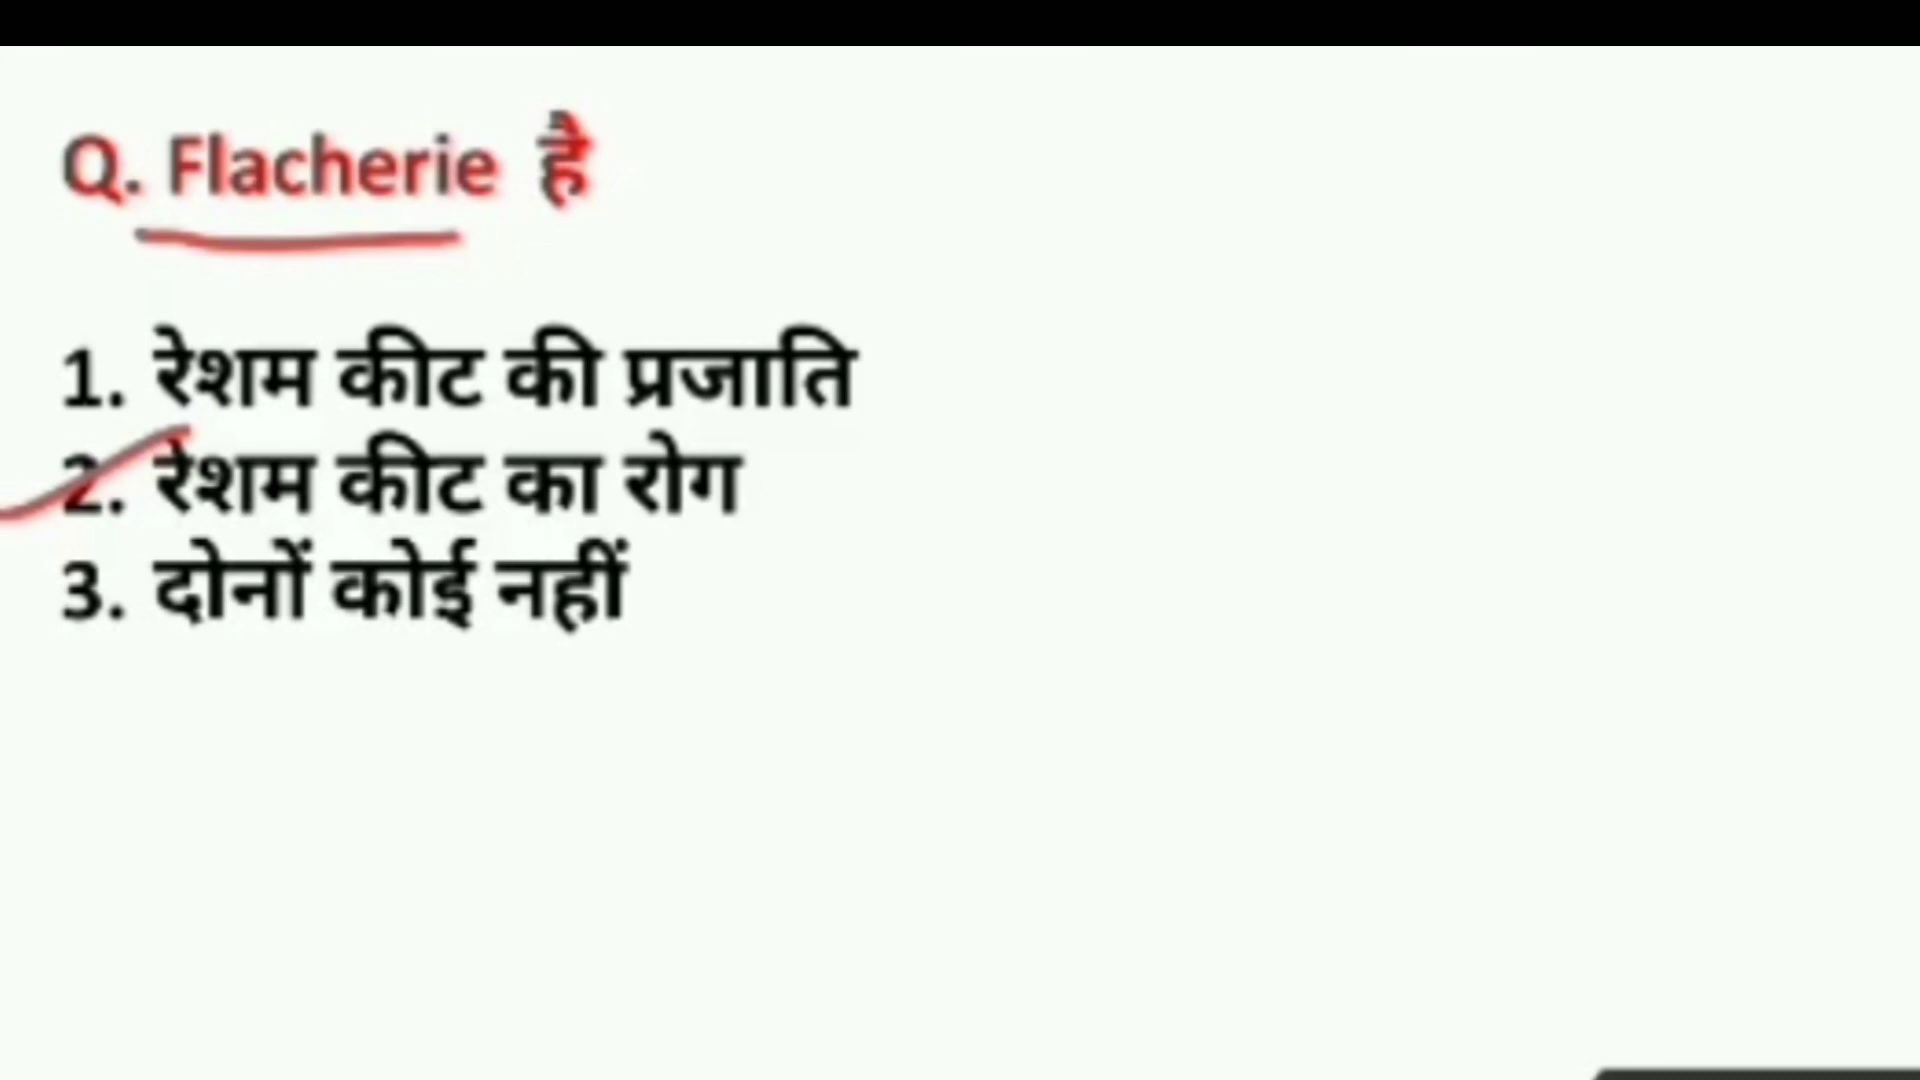 Q. Flacherie है
1. रेशम कीट की प्रजाति
2. रेशम कीट का रोग
3. दोनों कोई नहीं